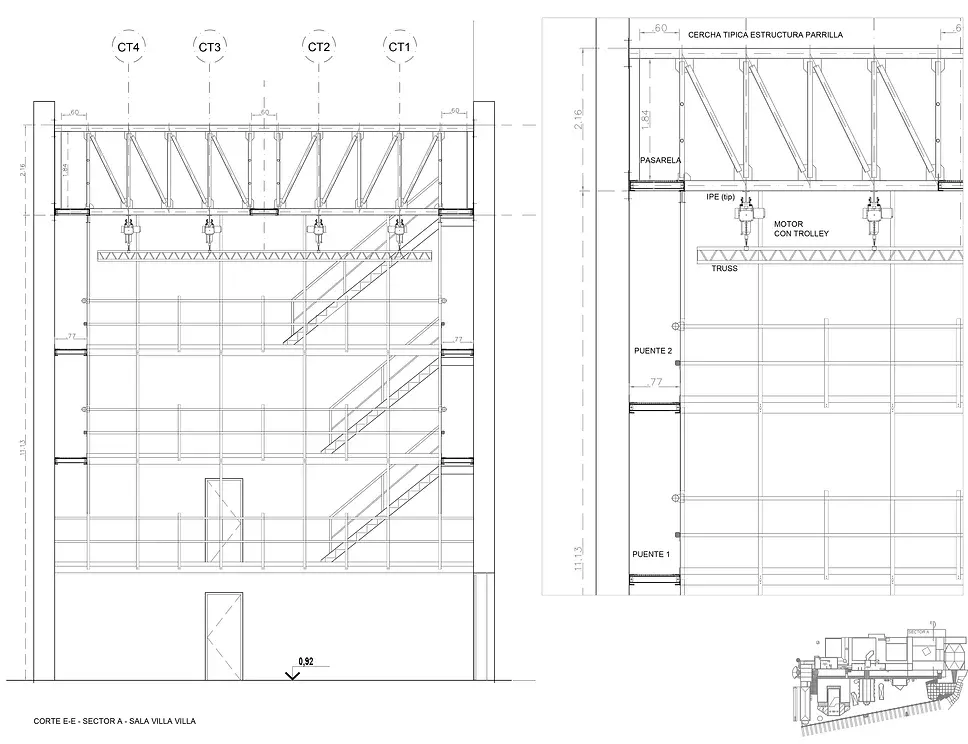 CT4
CT3
CT2
CT1
.60
.60
.60
2.16
1.84
.77
.77
11.13
0,92
CORTE E-E - SECTOR A - SALA VILLA VILLA
.60
CERCHA TIPICA ESTRUCTURA PARRILLA
.6
2.16
1.84
PASARELA
IPE (tip)
MOTOR
CON TROLLEY
TRUSS
PUENTE 2
.77
PUENTE 1
11.13
SECTOR A